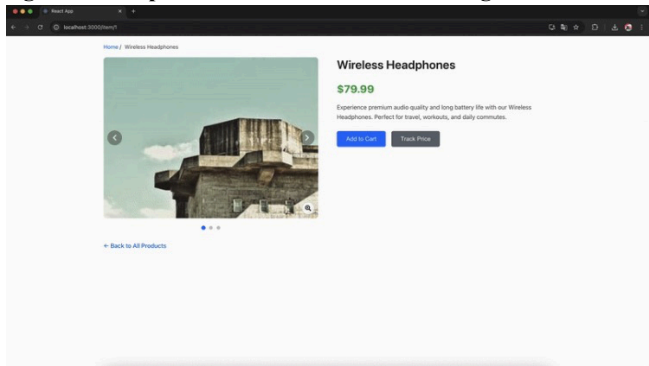 React App
localhost:3000/item/1
Home / Wireless Headphones
Wireless Headphones
$79.99
Experience premium audio quality and long battery life with our Wireless
Headphones. Perfect for travel, workouts, and daily commutes.
Add to Cart
Track Price
← Back to All Products